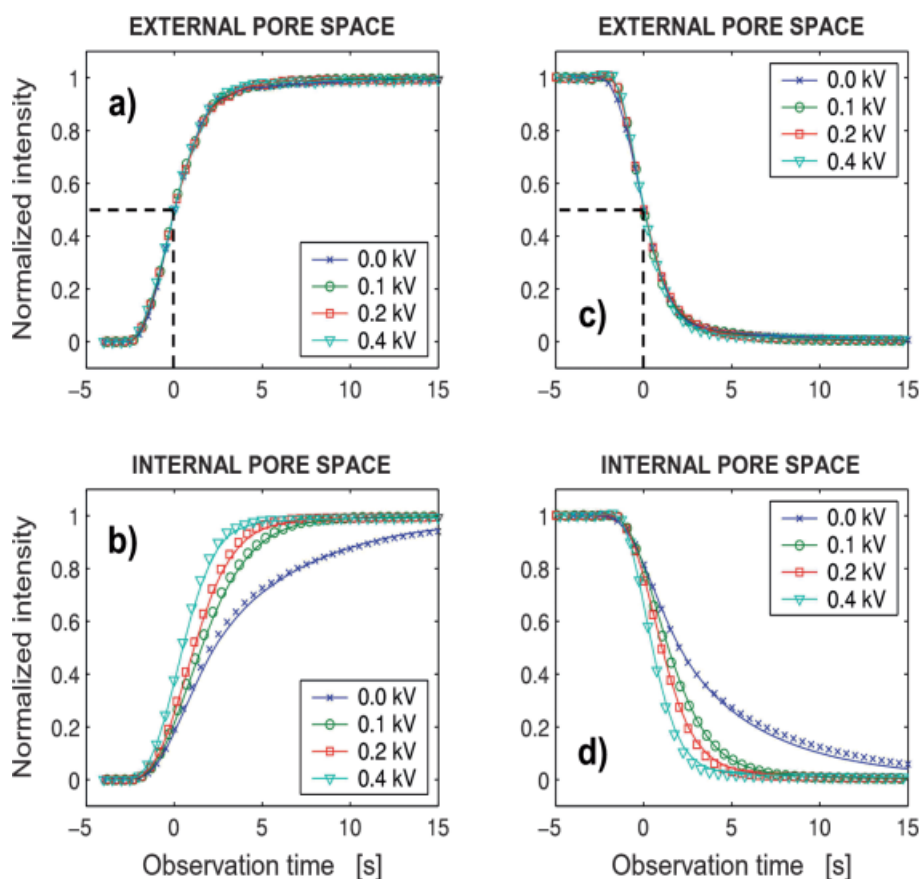 EXTERNAL PORE SPACE
Normalized intensity
1
0.8
0.6
0.4
0.2
0
a)
0.0 kV
0.1 kV
0.2 kV
0.4 kV
−5 0 5 10 15
EXTERNAL PORE SPACE
1
0.8
0.6
0.4
0.2
0
c)
0.0 kV
0.1 kV
0.2 kV
0.4 kV
−5 0 5 10 15
INTERNAL PORE SPACE
Normalized intensity
1
0.8
0.6
0.4
0.2
0
b)
0.0 kV
0.1 kV
0.2 kV
0.4 kV
−5 0 5 10 15
Observation time [s]
INTERNAL PORE SPACE
1
0.8
0.6
0.4
0.2
0
d)
0.0 kV
0.1 kV
0.2 kV
0.4 kV
−5 0 5 10 15
Observation time [s]